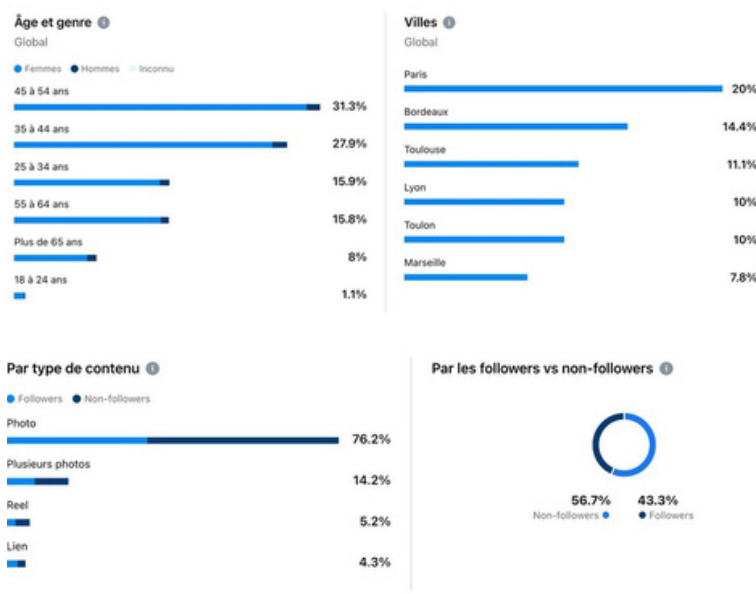 Âge et genre
Global
Femmes Hommes Inconnu
45 à 54 ans
31.3%
35 à 44 ans
27.9%
25 à 34 ans
15.9%
55 à 64 ans
15.8%
Plus de 65 ans
8%
18 à 24 ans
1.1%
Villes
Global
Paris
20%
Bordeaux
14.4%
Toulouse
11.1%
Lyon
10%
Toulon
10%
Marseille
7.8%
Par type de contenu
Followers Non-followers
Photo
76.2%
Plusieurs photos
14.2%
Reel
5.2%
Lien
4.3%
Par les followers vs non-followers
56.7% 43.3%
Non-followers Followers